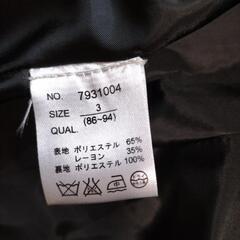 NO. 7931004
SIZE 3
(86~94)
QUAL.
表地 ポリエステル 65%
レーヨン 35%
裏地 ポリエステル 100%